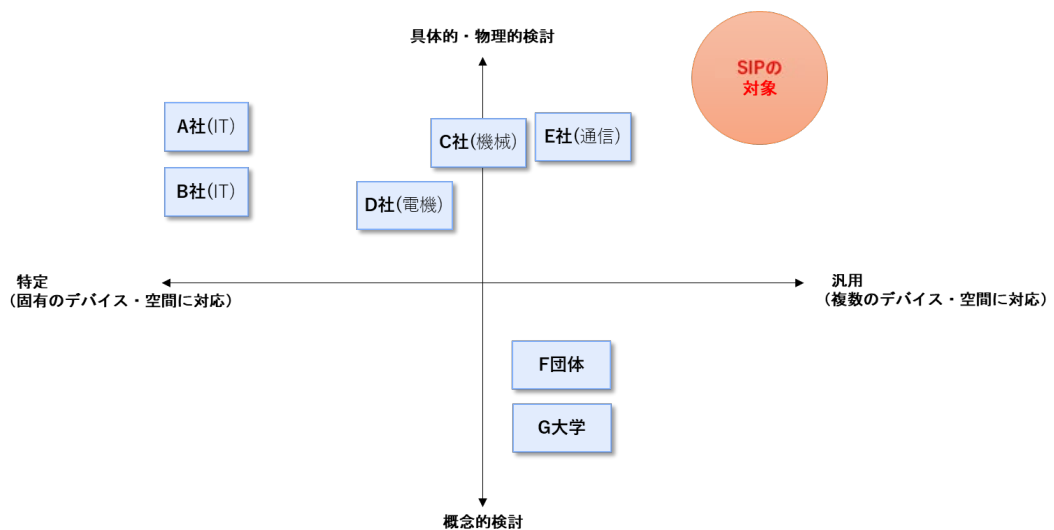 具体的・物理的検討
SIPの
対象
A社(IT)
C社(機械)
E社(通信)
B社(IT)
D社(電機)
特定
(固有のデバイス・空間に対応)
汎用
(複数のデバイス・空間に対応)
F団体
G大学
概念的検討